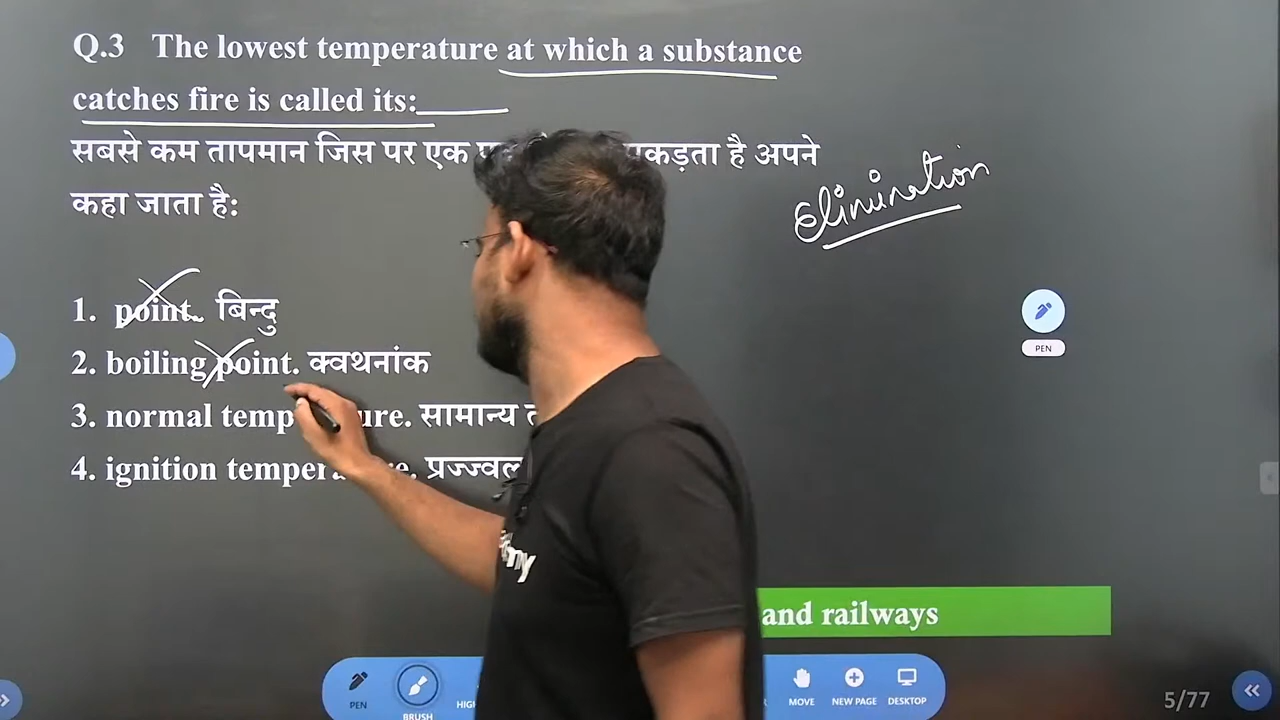 Q.3 The lowest temperature at which a substance
catches fire is called its:____
सबसे कम तापमान जिस पर एक है अपने
कहा जाता है:
Elimination
1. point. बिन्दु
2. boiling point. क्वथनांक
3. normal सामान्य
4. ignition
PEN
and railways
PEN
BRUSH
MOVE
NEW PAGE
DESKTOP
5/77